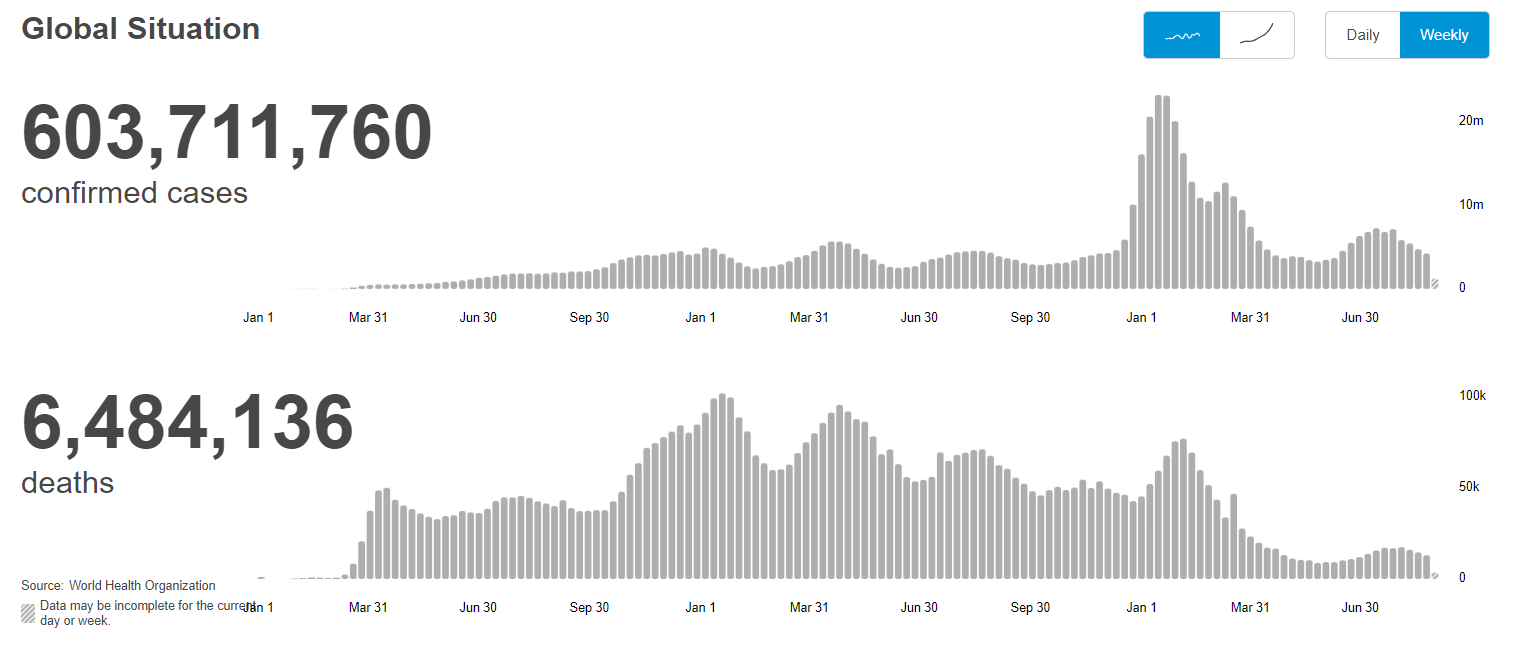 Global Situation
Daily
Weekly
603,711,760
confirmed cases
20m
10m
0
Jan 1
Mar 31
Jun 30
Sep 30
Jan 1
Mar 31
Jun 30
Sep 30
Jan 1
Mar 31
Jun 30
6,484,136
deaths
100k
50k
0
Source: World Health Organization
Data may be incomplete for the current
day or week.
Jan 1
Mar 31
Jun 30
Sep 30
Jan 1
Mar 31
Jun 30
Sep 30
Jan 1
Mar 31
Jun 30